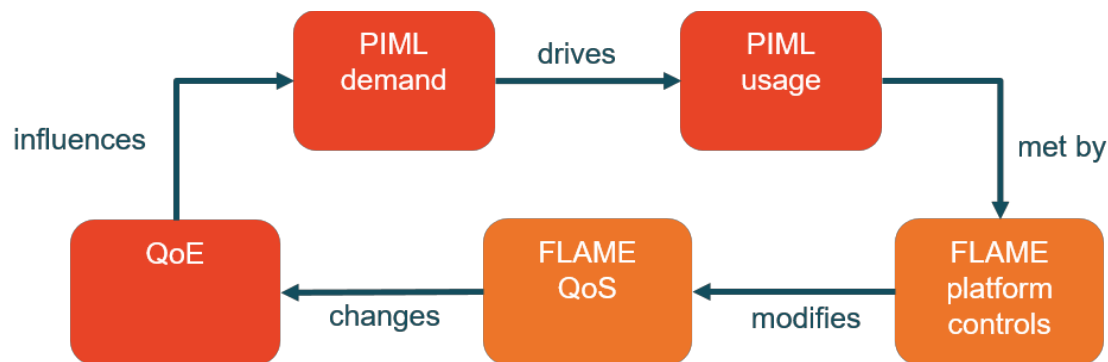 PIML
demand
drives
PIML
usage
influences
met by
QoE
changes
FLAME
QoS
modifies
FLAME
platform
controls